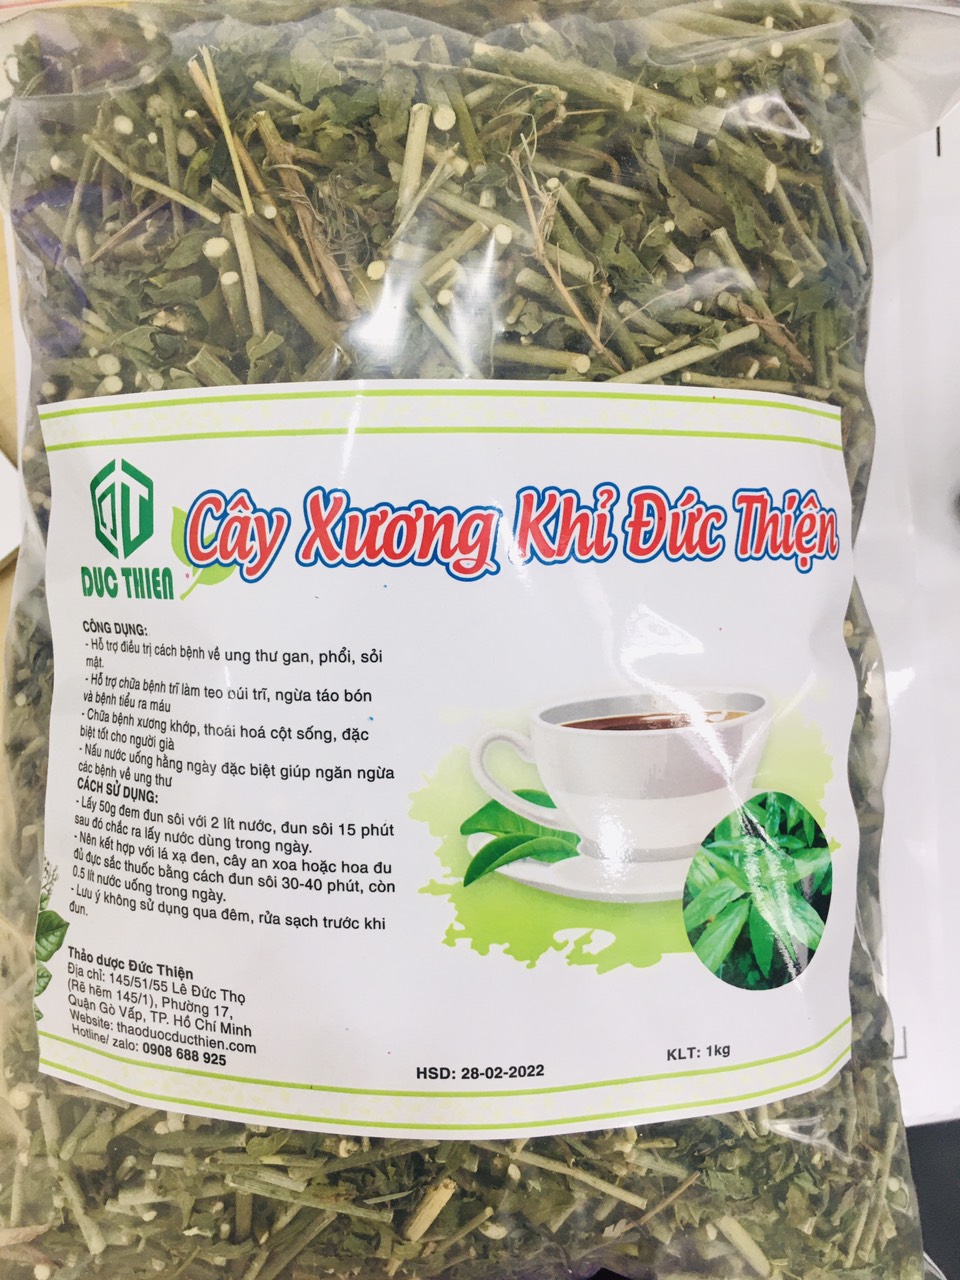 DUC THIEN
Cây Xương Khỉ Đức Thiện
CÔNG DỤNG:
- Hỗ trợ điều trị cách bệnh về ung thư gan, phổi, sỏi
mật.
- Hỗ trợ chữa bệnh trĩ làm teo búi trĩ, ngừa táo bón
và bệnh tiểu ra máu
- Chữa bệnh xương khớp, thoái hoá cột sống, đặc
biệt tốt cho người già
- Nấu nước uống hằng ngày đặc biệt giúp ngăn ngừa
các bệnh về ung thư
CÁCH SỬ DỤNG:
- Lấy 50g đem đun sôi với 2 lít nước, đun sôi 15 phút
sau đó chắc ra lấy nước dùng trong ngày.
- Nên kết hợp với lá xạ đen, cây an xoa hoặc hoa đu
đủ đực sắc thuốc bằng cách đun sôi 30-40 phút, còn
0.5 lít nước uống trong ngày.
- Lưu ý không sử dụng qua đêm, rửa sạch trước khi
đun.
Thảo dược Đức Thiện
Địa chỉ: 145/51/55 Lê Đức Thọ
(Rẽ hẽm 145/1), Phường 17,
Quận Gò Vấp, TP. Hồ Chí Minh
Website: thaoduocducthien.com
Hotline/ zalo: 0908 688 925
HSD: 28-02-2022
KLT: 1kg